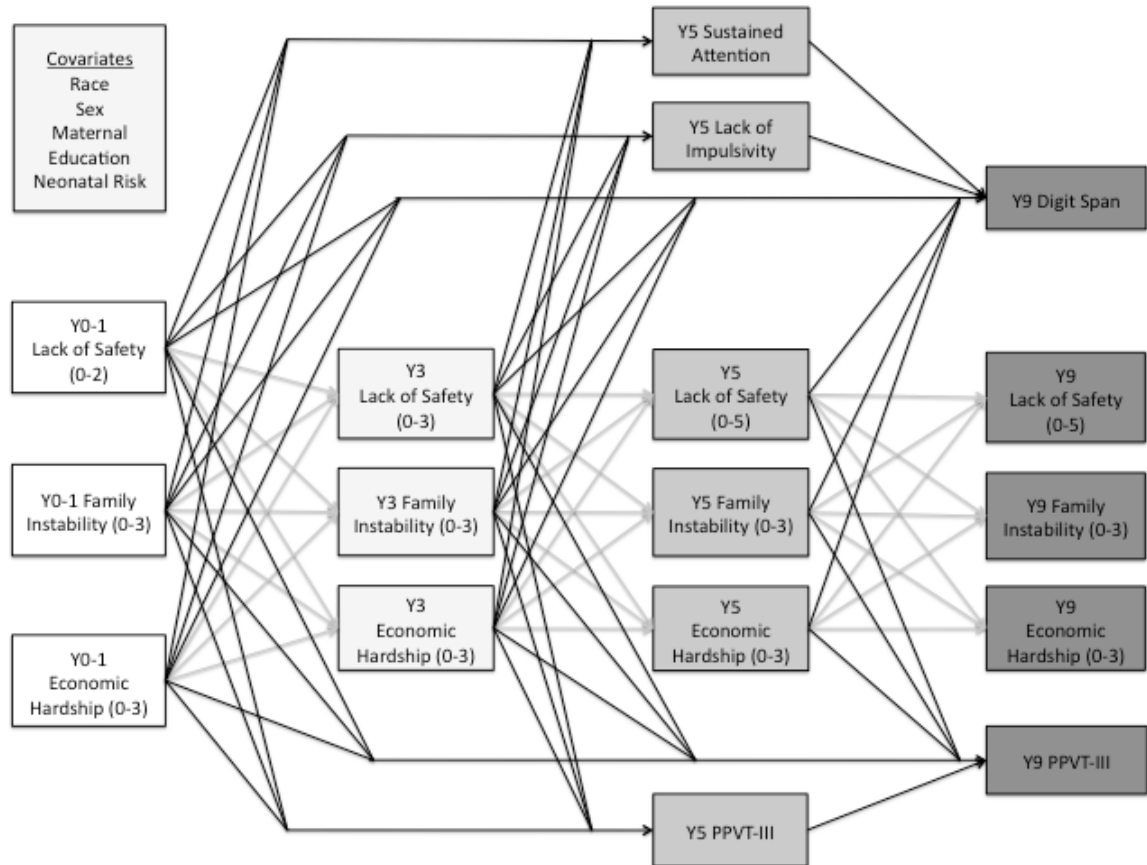 Covariates
Race
Sex
Maternal
Education
Neonatal Risk
Y5 Sustained
Attention
Y5 Lack of
Impulsivity
Y9 Digit Span
Y0-1
Lack of Safety
(0-2)
Y3
Lack of Safety
(0-3)
Y5
Lack of Safety
(0-5)
Y9
Lack of Safety
(0-5)
Y0-1 Family
Instability (0-3)
Y3 Family
Instability (0-3)
Y5 Family
Instability (0-3)
Y9 Family
Instability (0-3)
Y0-1
Economic
Hardship (0-3)
Y3
Economic
Hardship (0-3)
Y5
Economic
Hardship (0-3)
Y9
Economic
Hardship (0-3)
Y9 PPVT-III
Y5 PPVT-III